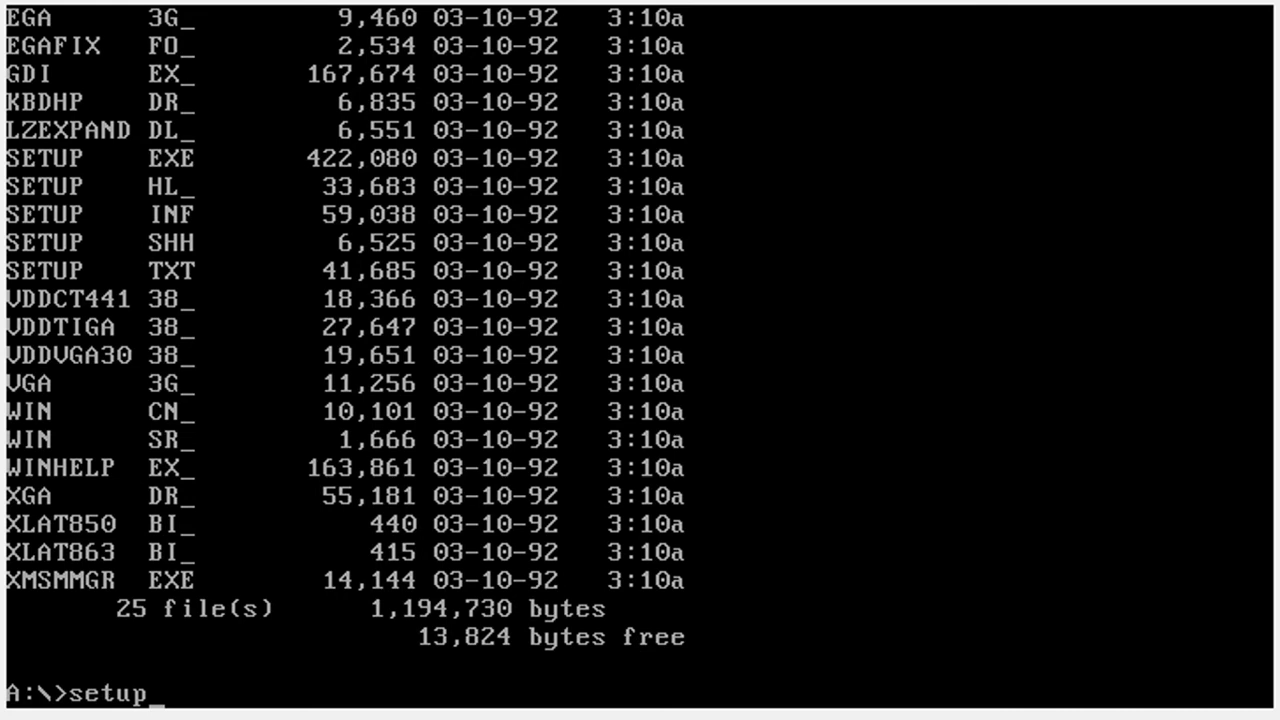 EGA      3G_         9,460 03-10-92   3:10a
EGAFIX   FO_         2,534 03-10-92   3:10a
GDI      EX_       167,674 03-10-92   3:10a
KBDHP    DR_         6,835 03-10-92   3:10a
LZEXPAND DL_         6,551 03-10-92   3:10a
SETUP    EXE       422,080 03-10-92   3:10a
SETUP    HL_        33,683 03-10-92   3:10a
SETUP    INF        59,038 03-10-92   3:10a
SETUP    SHH         6,525 03-10-92   3:10a
SETUP    TXT        41,685 03-10-92   3:10a
VDDCT441 38_        18,366 03-10-92   3:10a
VDDTIGA  38_        27,647 03-10-92   3:10a
VDDVGA30 38_        19,651 03-10-92   3:10a
VGA      3G_        11,256 03-10-92   3:10a
WIN      CN_        10,101 03-10-92   3:10a
WIN      SR_         1,666 03-10-92   3:10a
WINHELP  EX_       163,861 03-10-92   3:10a
XGA      DR_        55,181 03-10-92   3:10a
XLAT850  BI_           440 03-10-92   3:10a
XLAT863  BI_           415 03-10-92   3:10a
XMSMMGR  EXE        14,144 03-10-92   3:10a
       25 file(s)      1,194,730 bytes
                          13,824 bytes free
A:\>setup_